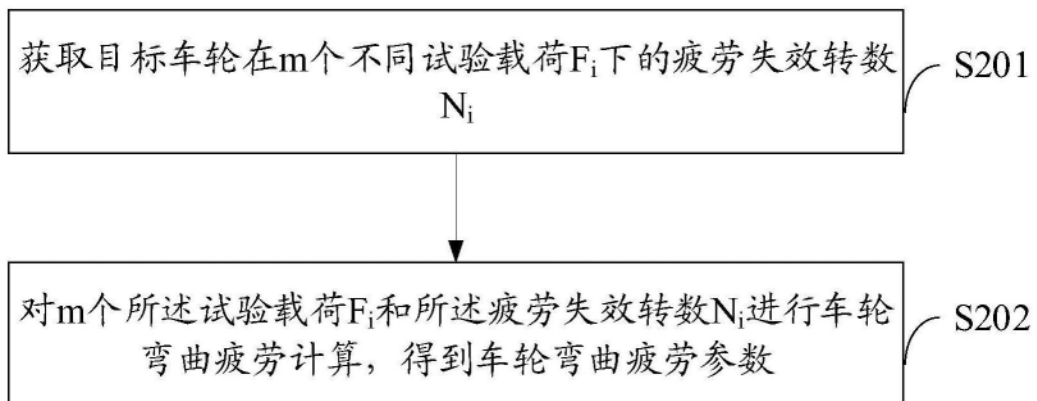 获取目标车轮在m个不同试验载荷Fi下的疲劳失效转数
Ni
S201
对m个所述试验载荷Fi和所述疲劳失效转数Ni进行车轮
弯曲疲劳计算，得到车轮弯曲疲劳参数
S202